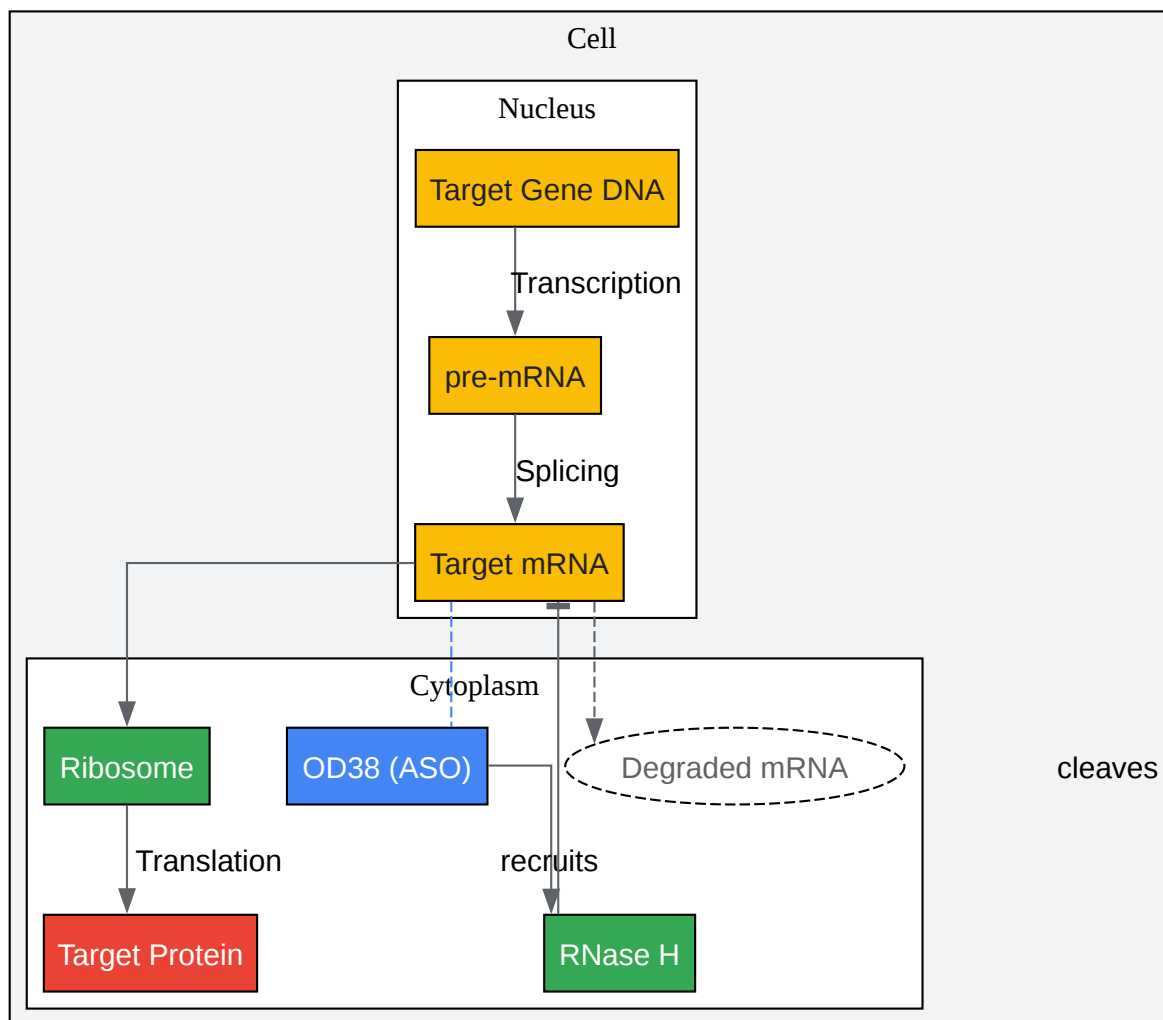 Cell
Nucleus
Target Gene DNA
Transcription
pre-mRNA
Splicing
Target mRNA
Cytoplasm
Ribosome
OD38 (ASO)
Degraded mRNA
cleaves
Translation
recruits
Target Protein
RNase H